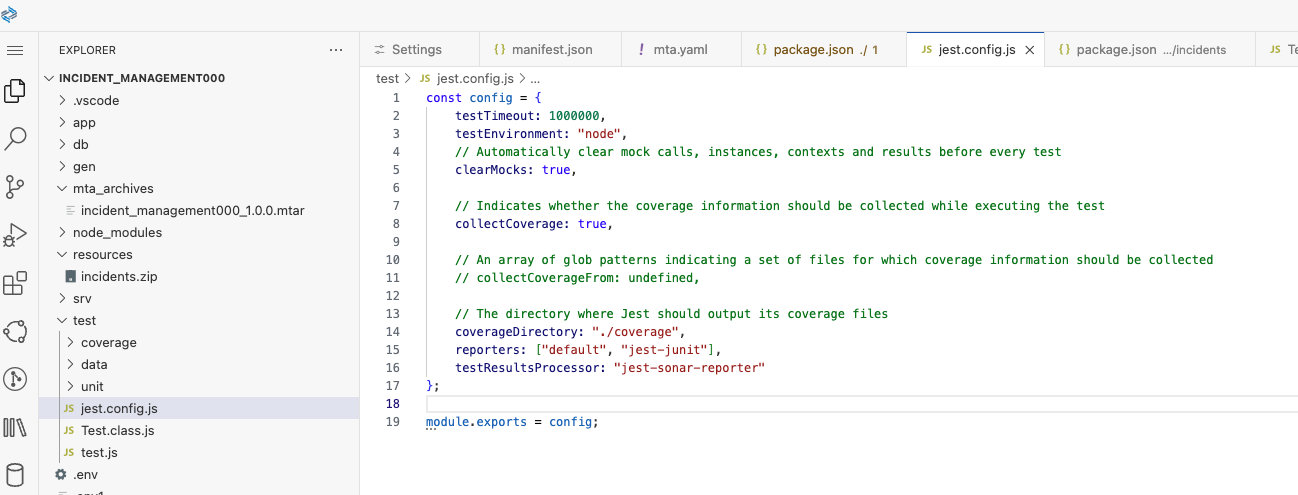 EXPLORER
INCIDENT_MANAGEMENT000
.vscode
app
db
gen
mta_archives
incident_management000_1.0.0.mtar
node_modules
resources
incidents.zip
srv
test
coverage
data
unit
JS jest.config.js
JS Test.class.js
JS test.js
.env
Settings
{} manifest.json
! mta.yaml
{} package.json ./ 1
JS jest.config.js
{} package.json .../incidents
JS
test > JS jest.config.js > ...
1 const config = {
2 testTimeout: 1000000,
3 testEnvironment: "node",
4 // Automatically clear mock calls, instances, contexts and results before every test
5 clearMocks: true,
6
7 // Indicates whether the coverage information should be collected while executing the test
8 collectCoverage: true,
9
10 // An array of glob patterns indicating a set of files for which coverage information should be collected
11 // collectCoverageFrom: undefined,
12
13 // The directory where Jest should output its coverage files
14 coverageDirectory: "./coverage",
15 reporters: ["default", "jest-junit"],
16 testResultsProcessor: "jest-sonar-reporter"
17 };
18
19 module.exports = config;